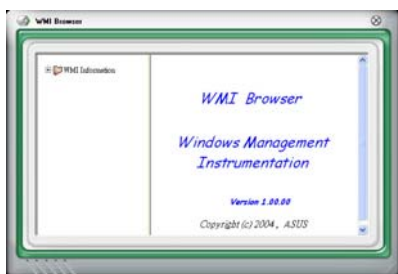 WMI Browser
WMI Information
WMI Browser
Windows Management
Instrumentation
Version 1.00.00
Copyright (c) 2004, ASUS